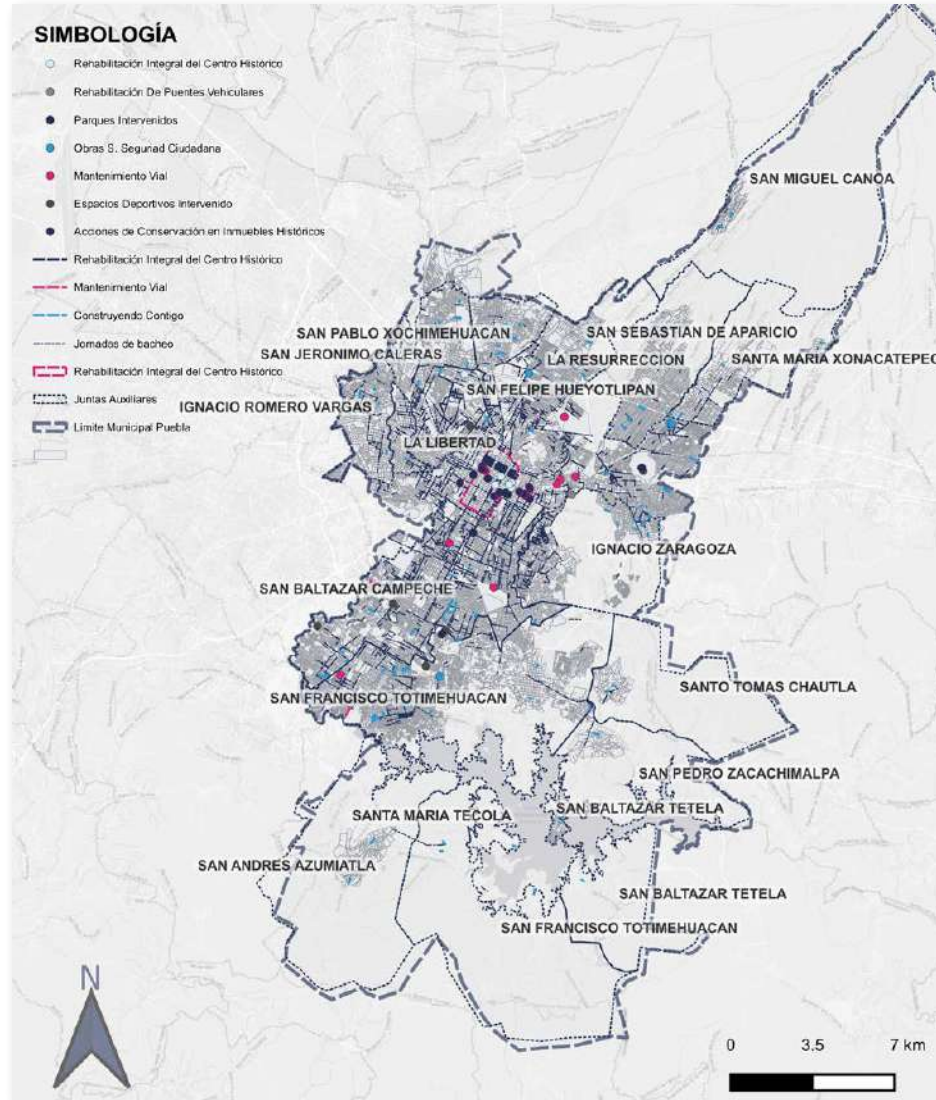 SIMBOLOGÍA
Rehabilitación Integral del Centro Histórico
Rehabilitación De Puentes Vehiculares
Parques Intervenidos
Obras S. Segunad Ciudadana
Mantenimiento Vial
Espacios Deportivos Intervenido
Acciones de Conservación en Inmuebles Históricos
Rehabilitación Integral del Centro Histórico
Mantenimiento Vial
Construyendo Contigo
Jornadas de bacheo
Rehabilitación Integral del Centro Histórico
Juntas Auxiliares
Límite Municipal Puebla
SAN MIGUEL CANOA
SAN PABLO XOCHIMEHUACAN
SAN SEBASTIAN DE APARICIO
SAN JERONIMO CALERAS
LA RESURRECCION
SANTA MARIA XONACATEPEC
SAN FELIPE HUEYOTLIPAN
IGNACIO ROMERO VARGAS
LA LIBERTAD
IGNACIO ZARAGOZA
SAN BALTAZAR CAMPECHE
SANTO TOMAS CHAUTLA
SAN FRANCISCO TOTIMEHUACAN
SAN PEDRO ZACACHIMALPA
SAN BALTAZAR TETELA
SANTA MARIA TECOLA
SAN ANDRES AZUMIATLA
SAN BALTAZAR TETELA
SAN FRANCISCO TOTIMEHUACAN
N
0 3.5 7 km